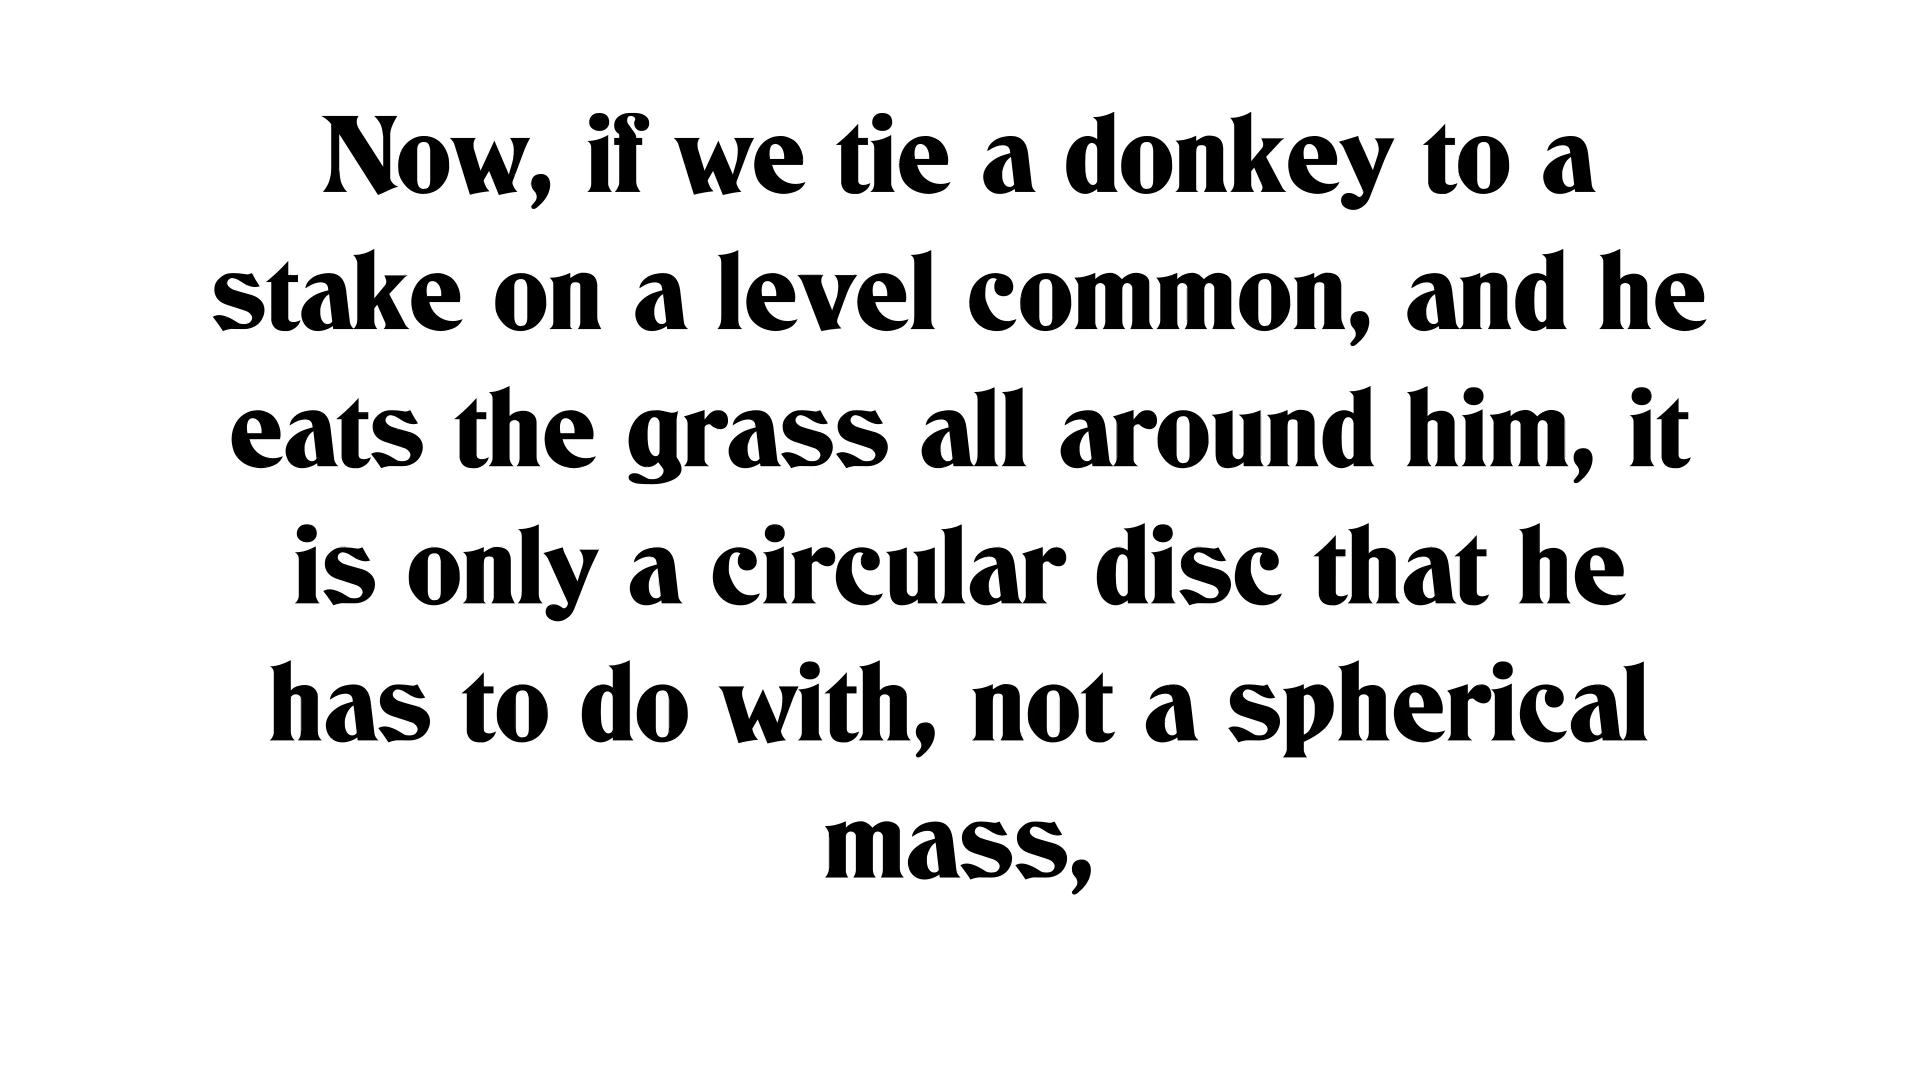 Now, if we tie a donkey to a
stake on a level common, and he
eats the grass all around him, it
is only a circular disc that he
has to do with, not a spherical
mass,